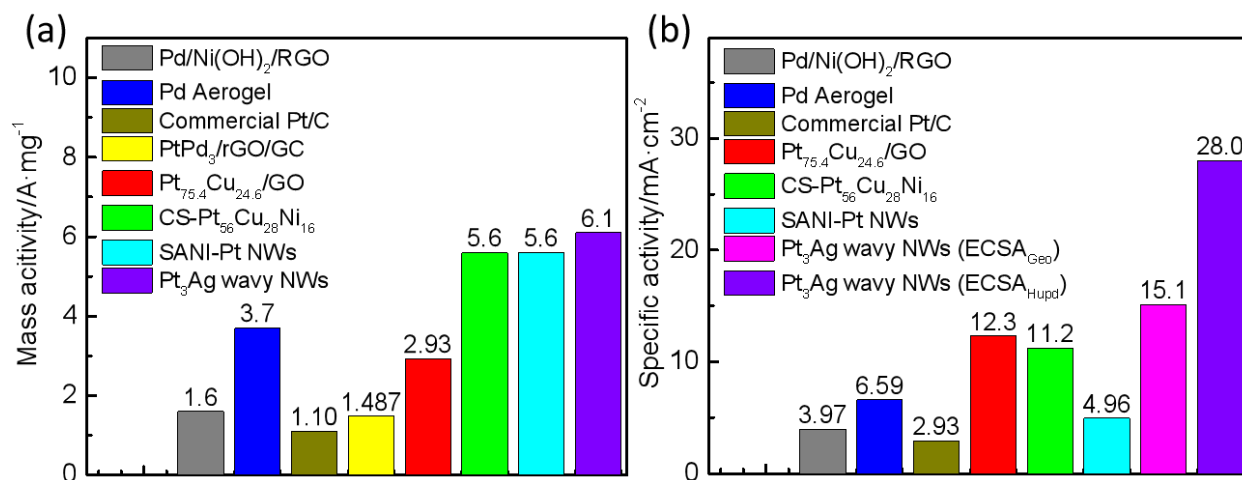 (a)
Mass acitivity/A·mg⁻¹
10
8
6
4
2
0
Pd/Ni(OH)₂/RGO
Pd Aerogel
Commercial Pt/C
PtPd₃/rGO/GC
Pt₇₅.₄Cu₂₄.₆/GO
CS-Pt₅₆Cu₂₈Ni₁₆
SANI-Pt NWs
Pt₃Ag wavy NWs
1.6
3.7
1.10
1.487
2.93
5.6
5.6
6.1
(b)
Specific activity/mA·cm⁻²
30
20
10
0
Pd/Ni(OH)₂/RGO
Pd Aerogel
Commercial Pt/C
Pt₇₅.₄Cu₂₄.₆/GO
CS-Pt₅₆Cu₂₈Ni₁₆
SANI-Pt NWs
Pt₃Ag wavy NWs (ECSA_Geo)
Pt₃Ag wavy NWs (ECSA_Hupd)
3.97
6.59
2.93
12.3
11.2
4.96
15.1
28.0